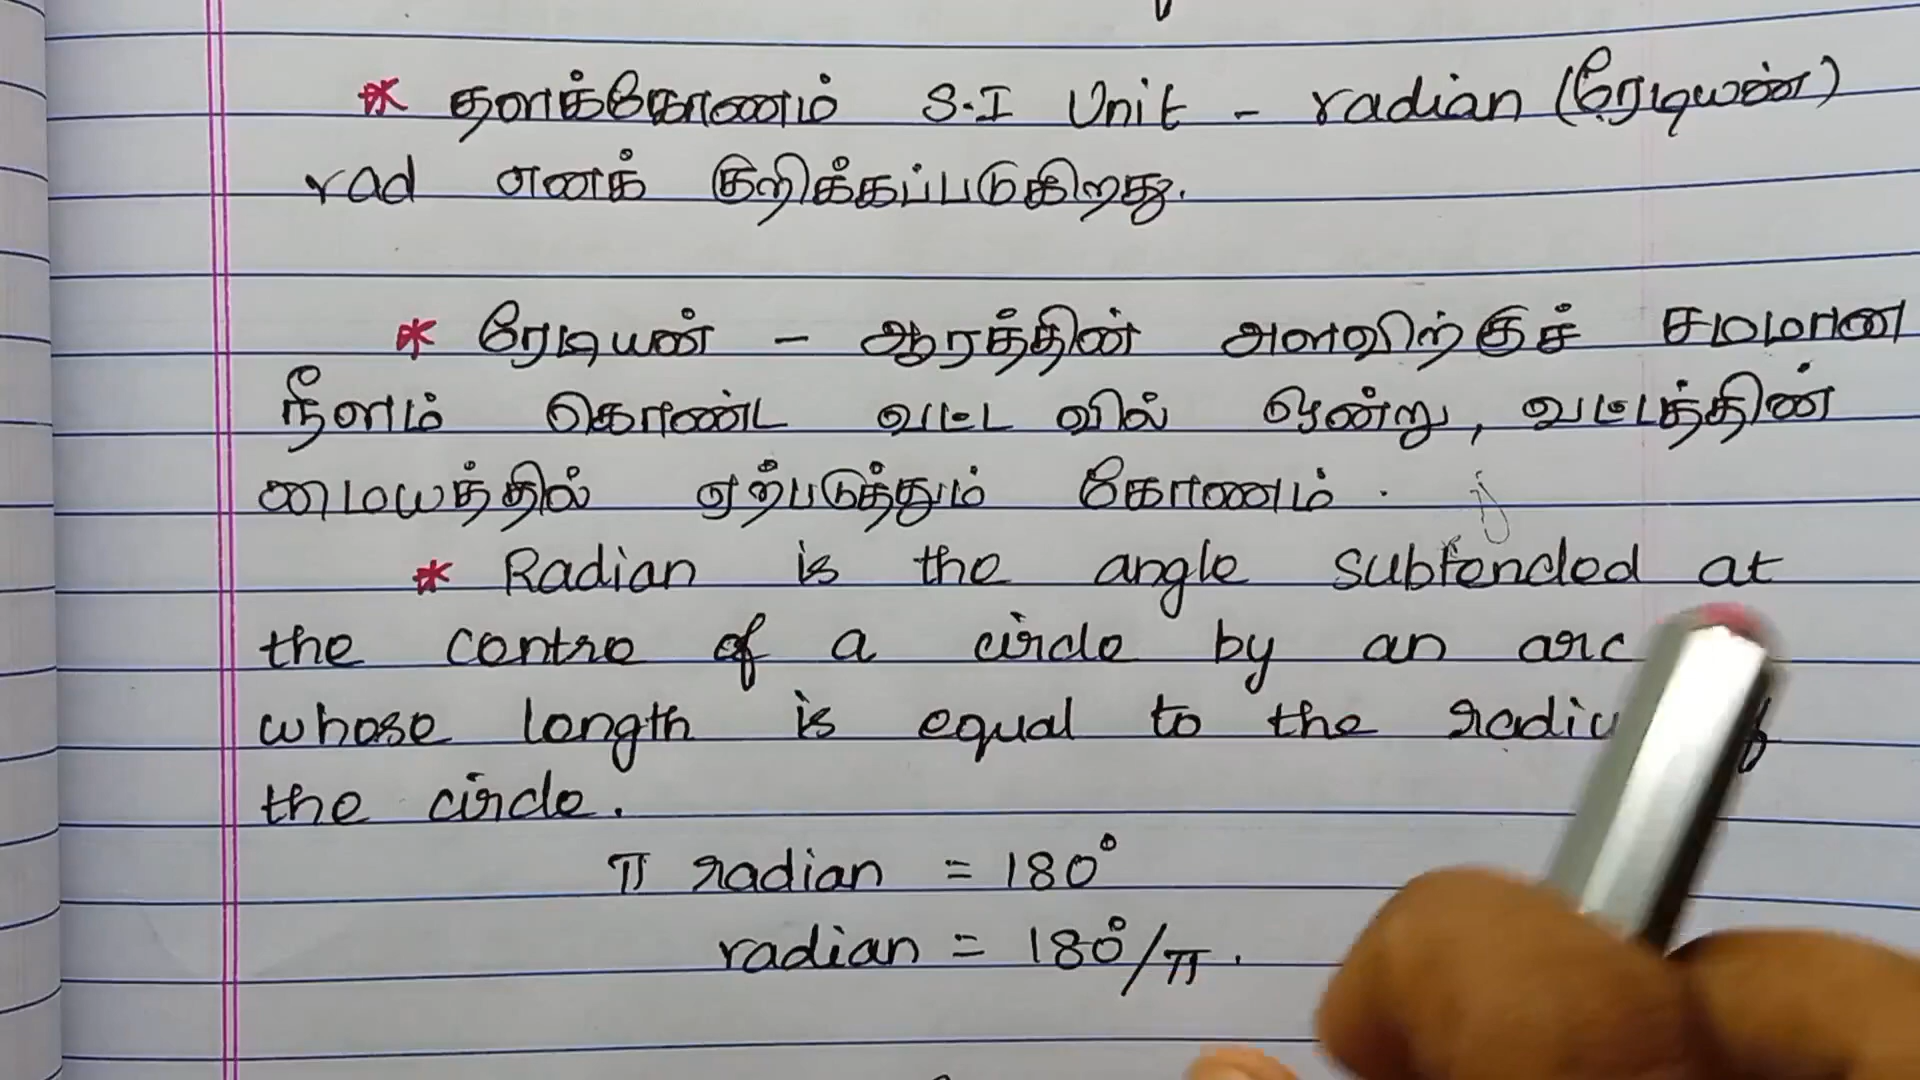 * தளக்கோணம் S.I Unit - radian (ரேடியன்)
rad எனக் குறிக்கப்படுகிறது.
* ரேடியன் - ஆரத்தின் அளவிற்குச் சமமான
நீளம் கொண்ட வட்ட வில் ஒன்று, வட்டத்தின்
மையத்தில் ஏற்படுத்தும் கோணம்.
* Radian is the angle subtended at
the centre of a circle by an arc
whose length is equal to the
the circle.
π radian = 180°
radian = 180°/π.